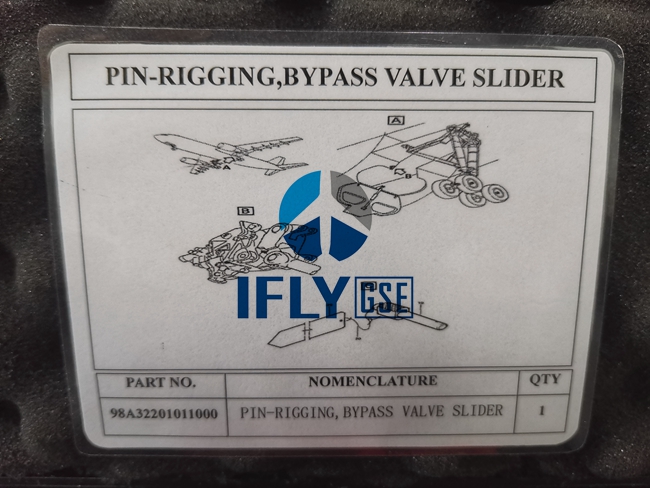 PIN-RIGGING,BYPASS VALVE SLIDER
A
A
B
B
IFLY GSE
PART NO. NOMENCLATURE QTY
98A32201011000 PIN-RIGGING,BYPASS VALVE SLIDER 1